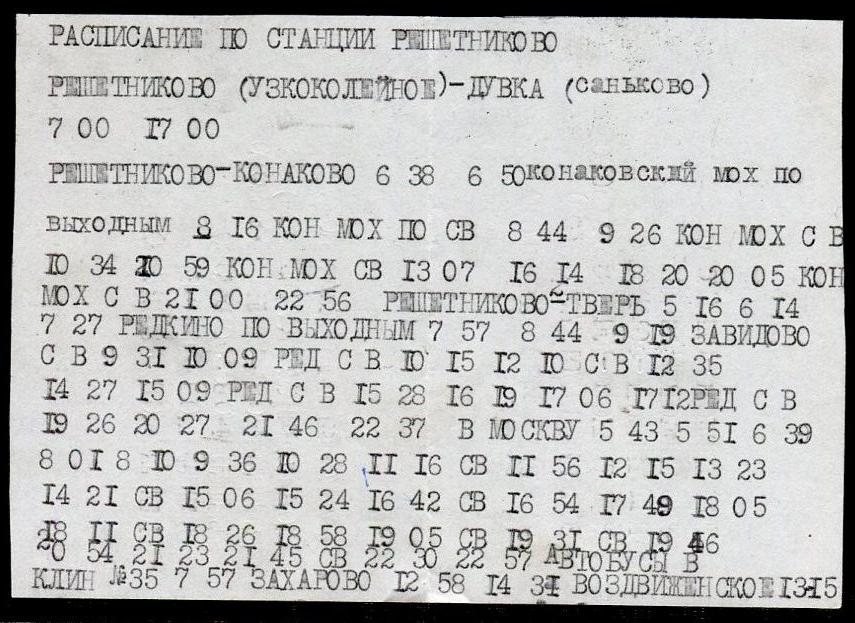 РАСПИСАНИЕ ПО СТАНЦИИ РЕШЕТНИКОВО
РЕШЕТНИКОВО (УЗКОКОЛЕЙНОЕ)-ДУБКА (саньково)
7 00 17 00
РЕШЕТНИКОВО-КОНАКОВО 6 38 6 50конаковский мох по
выходным 8 16 КОН МОХ ПО СВ 8 44 9 26 КОН МОХ С В
10 34 20 59 КОН МОХ СВ 13 07 16 14 18 20 20 05 КОН
МОХ С В 21 00 22 56 РЕШЕТНИКОВО-ТВЕРЬ 5 16 6 14
7 27 РЕДКИНО ПО ВЫХОДНЫМ 7 57 8 44 9 19 ЗАВИДОВО
С В 9 31 10 09 РЕД С В 10 15 12 10 С В 12 35
14 27 15 09 РЕД С В 15 28 16 19 17 06 1712РЕД С В
19 26 20 27 21 46 22 37 В МОСКВУ 5 43 5 51 6 39
8 018 10 9 36 10 28 11 16 СВ 11 56 12 15 13 23
14 21 СВ 15 06 15 24 16 42 СВ 16 54 17 49 18 05
18 11 СВ 18 26 18 58 19 05 СВ 19 31 СВ 19 46
20 54 21 23 21 45 СВ 22 30 22 57 АВТОБУСЫ В
КЛИН №35 7 57 ЗАХАРОВО 12 58 14 34 ВОЗДВИЖЕНСКОЕ13-15